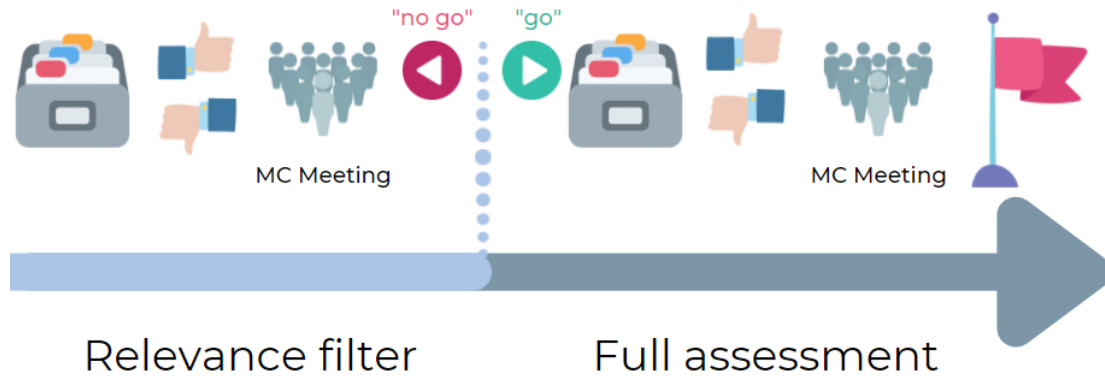 "no go" "go"
MC Meeting MC Meeting
Relevance filter Full assessment